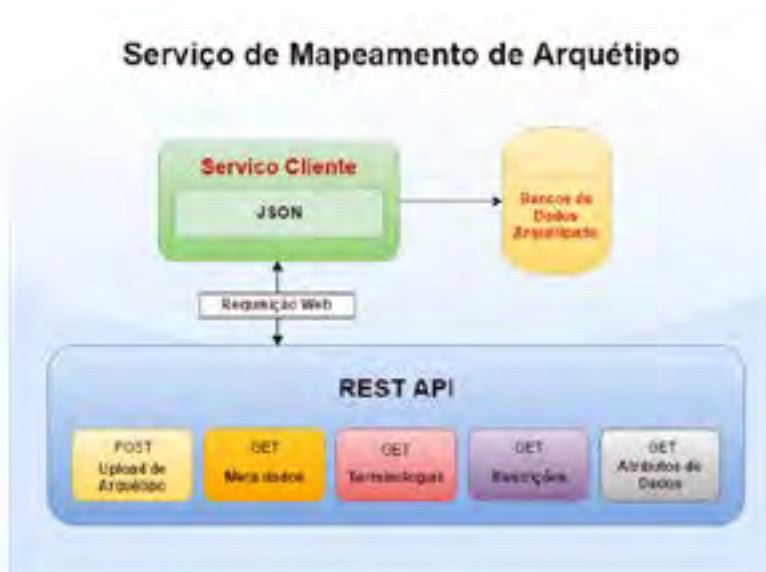 Serviço de Mapeamento de Arquétipo
Servico Cliente
JSON
Bancos de
Dados
Arquetipado
Requisição Web
REST API
POST
Upload de
Arquétipo
GET
Meta dados
GET
Terminologias
GET
Restrições
GET
Atributos de
Dados